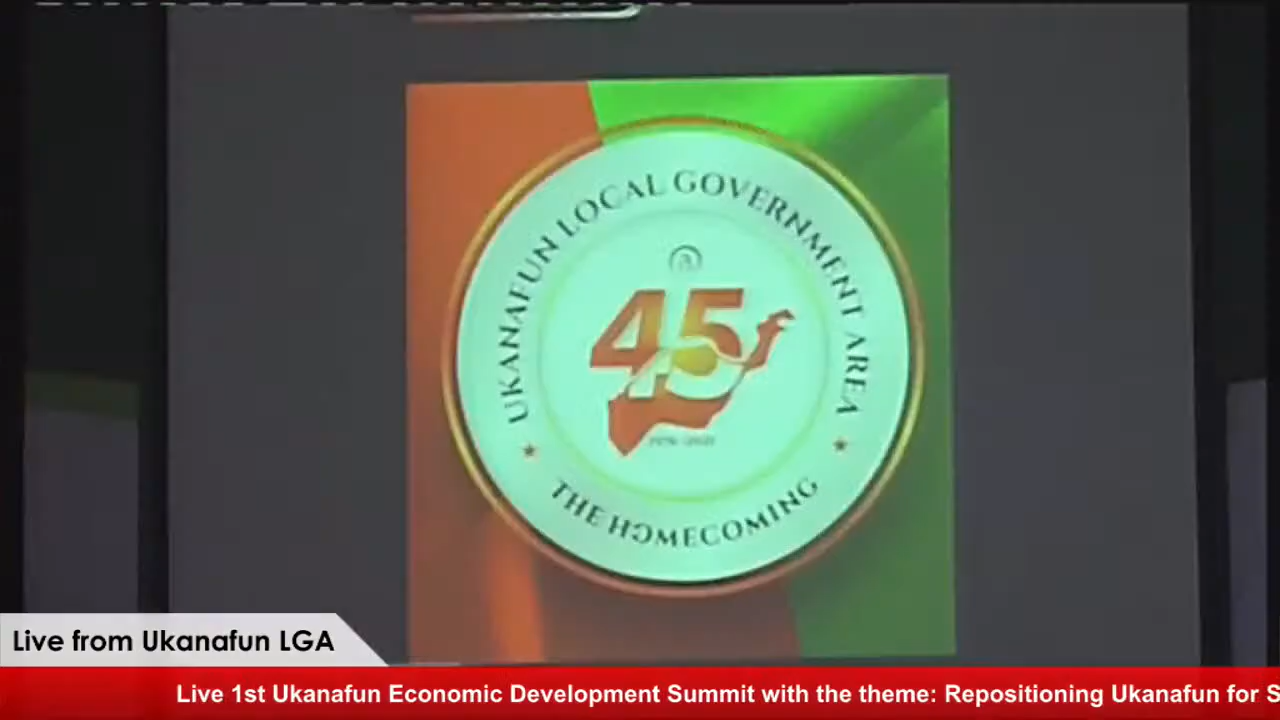 UKANAFUN LOCAL GOVERNMENT AREA
45
THE HOMECOMING
Live from Ukanafun LGA
Live 1st Ukanafun Economic Development Summit with the theme: Repositioning Ukanafun for S